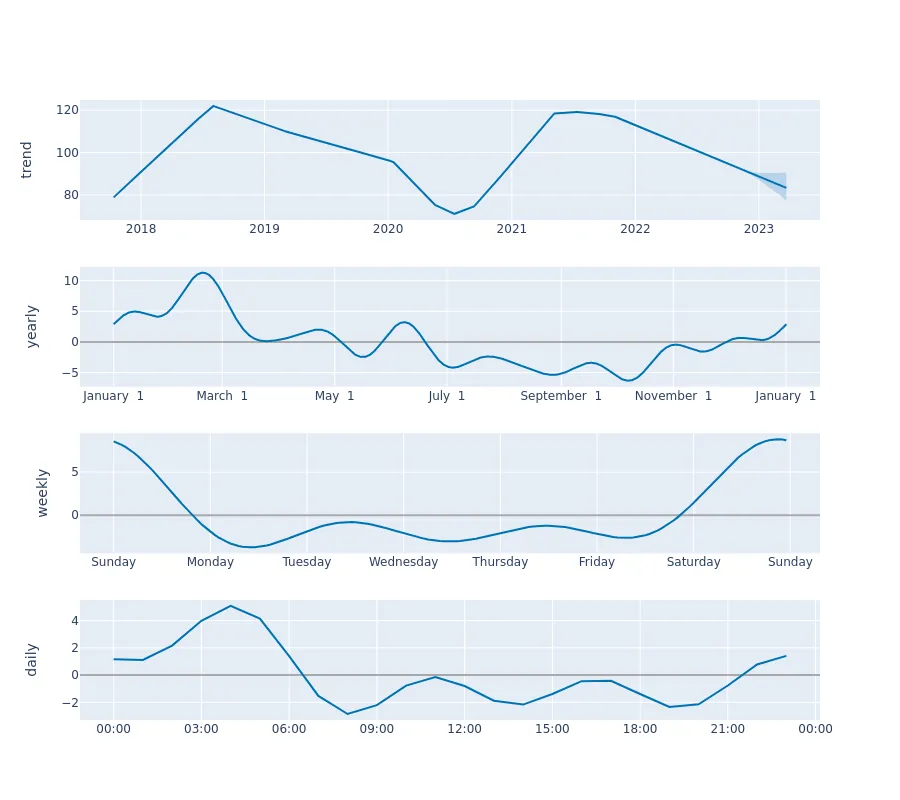 120
100
80
trend
2018 2019 2020 2021 2022 2023
10
5
0
−5
yearly
January 1 March 1 May 1 July 1 September 1 November 1 January 1
5
0
weekly
Sunday Monday Tuesday Wednesday Thursday Friday Saturday Sunday
4
2
0
−2
daily
00:00 03:00 06:00 09:00 12:00 15:00 18:00 21:00 00:00